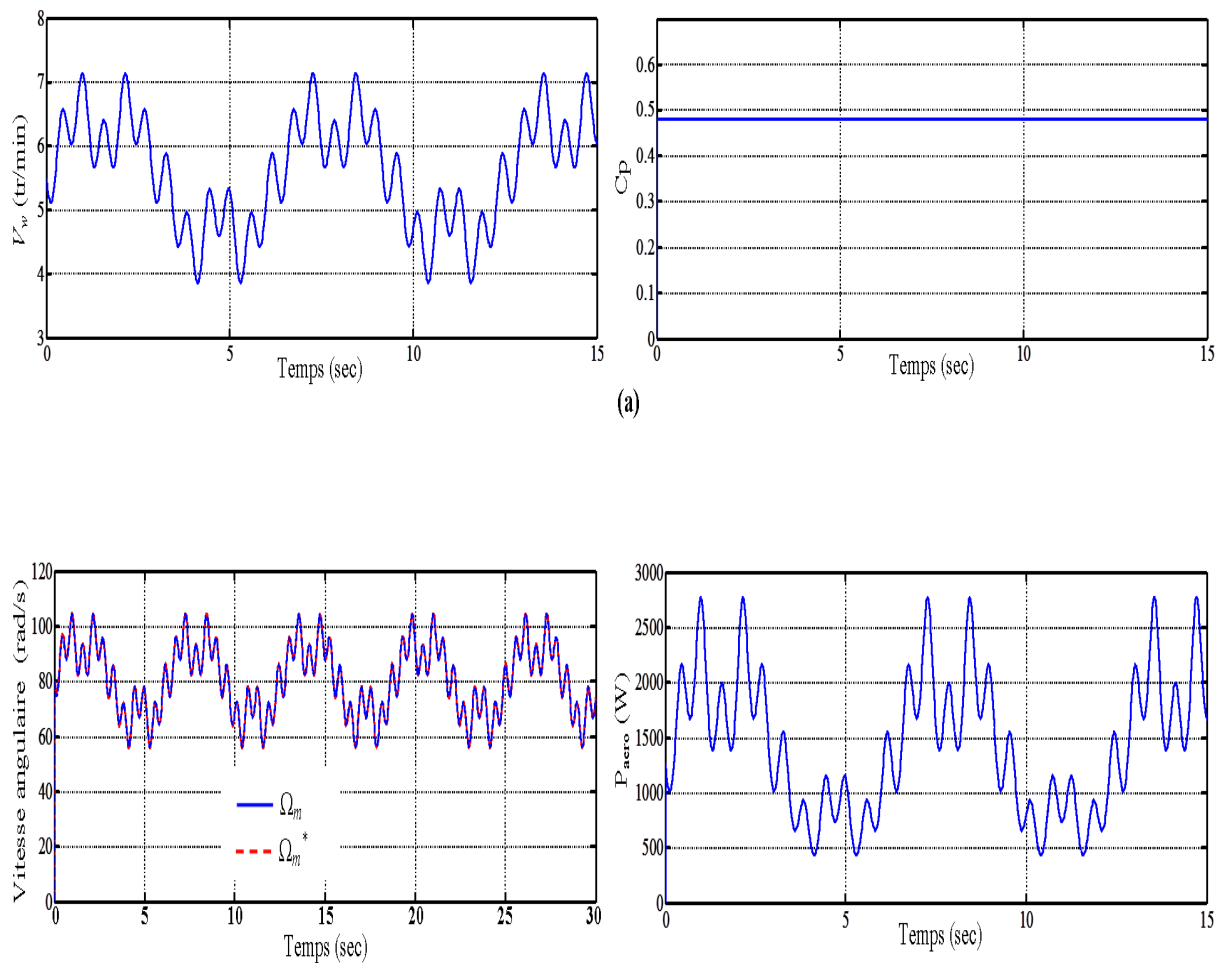 8
7
6
5
4
3
V_w (tr/min)
0 5 10 15
Temps (sec)
0.6
0.5
0.4
0.3
0.2
0.1
0
Cp
5 10 15
Temps (sec)
(a)
120
100
80
60
40
20
0
Vitesse angulaire (rad/s)
Ω_m
Ω_m*
0 5 10 15 20 25 30
Temps (sec)
3000
2500
2000
1500
1000
500
0
P_aero (W)
0 5 10 15
Temps (sec)